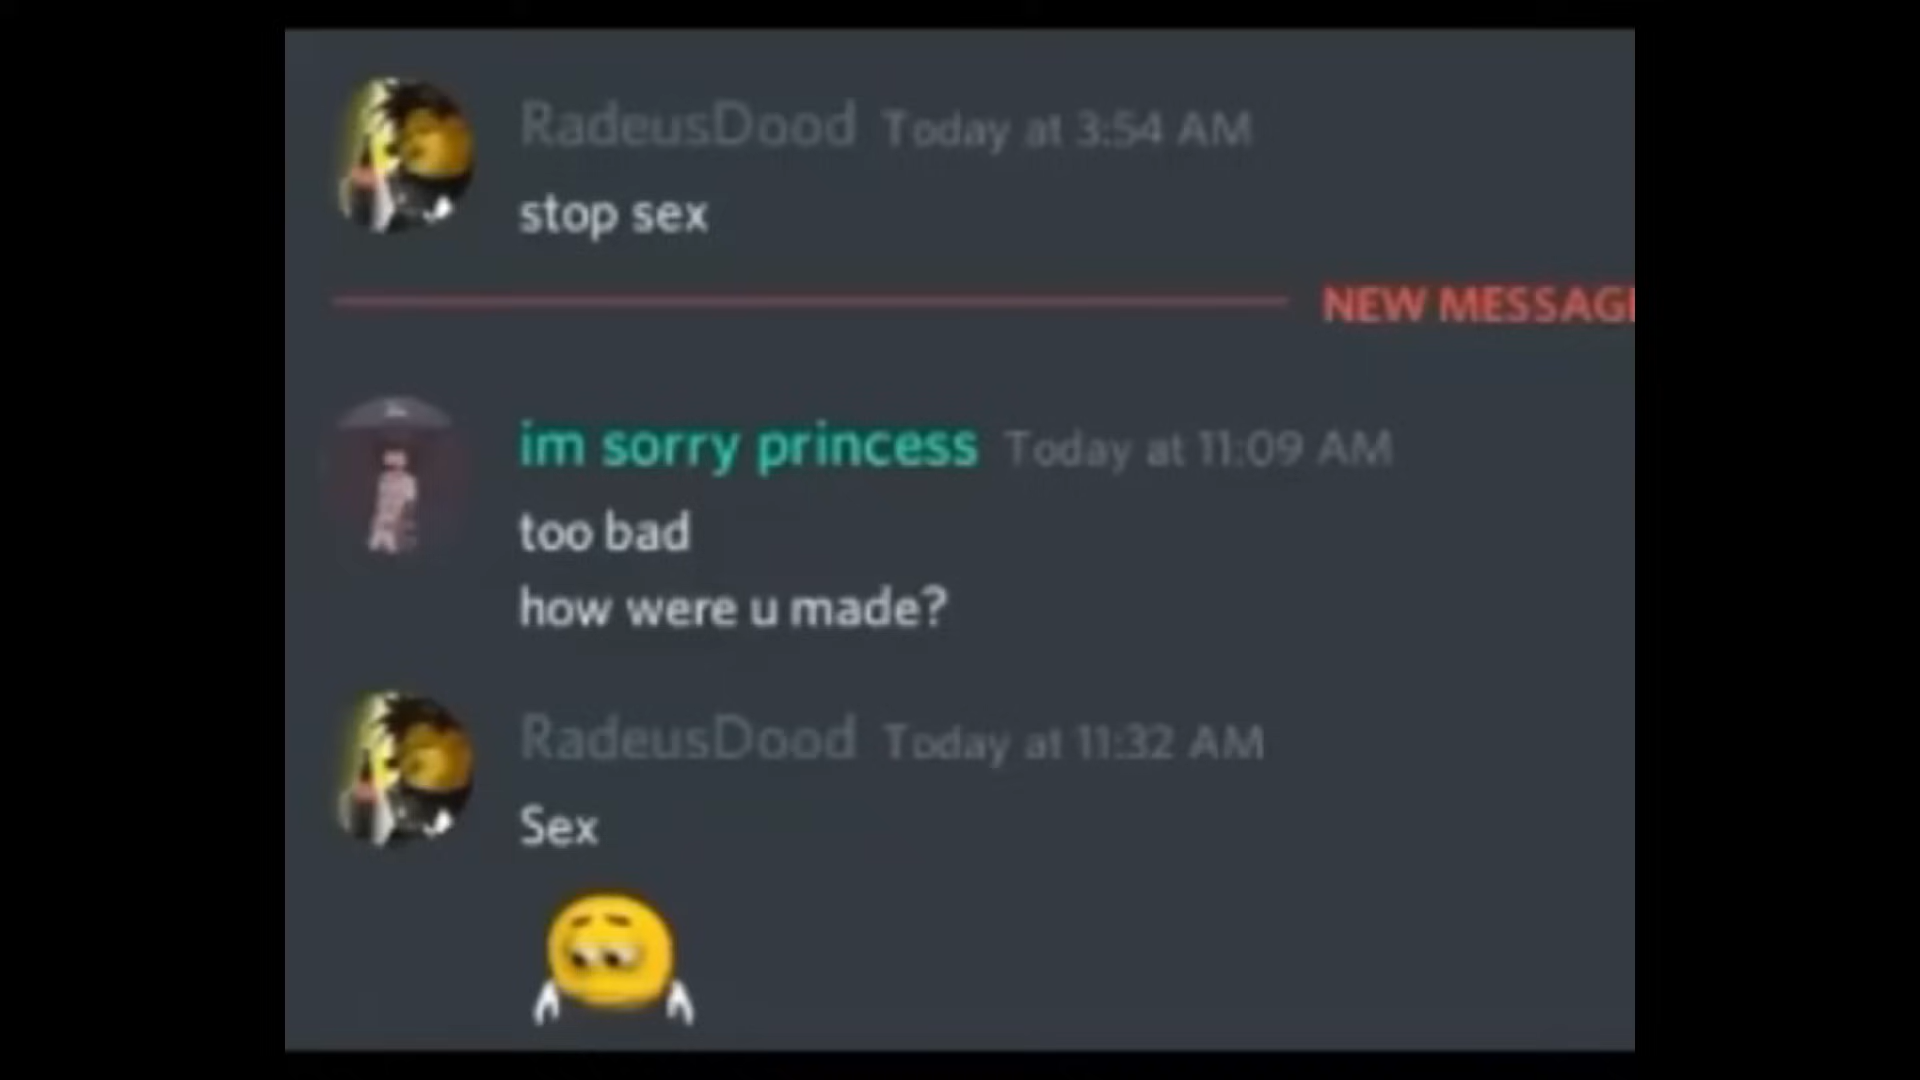 RadeusDood Today at 3:54 AM
stop sex
NEW MESSAG
im sorry princess Today at 11:09 AM
too bad
how were u made?
RadeusDood Today at 11:32 AM
Sex